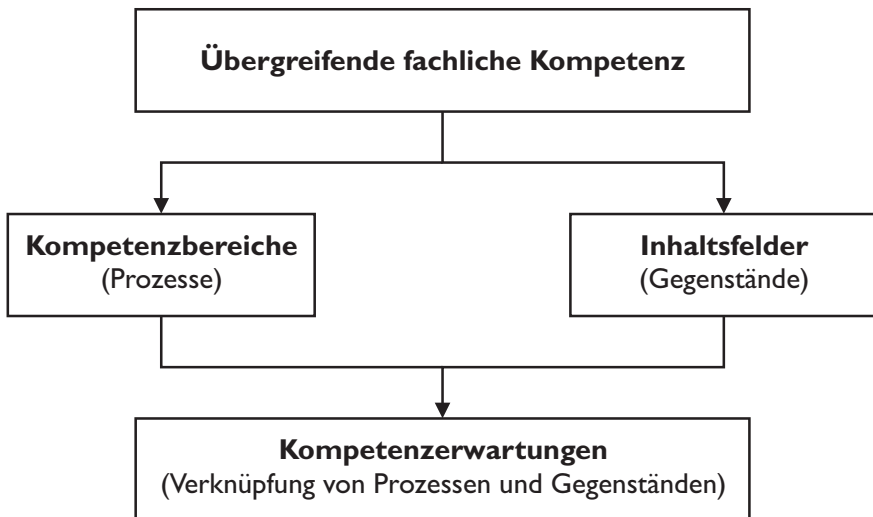 Übergreifende fachliche Kompetenz
Kompetenzbereiche
(Prozesse)
Inhaltsfelder
(Gegenstände)
Kompetenzerwartungen
(Verknüpfung von Prozessen und Gegenständen)